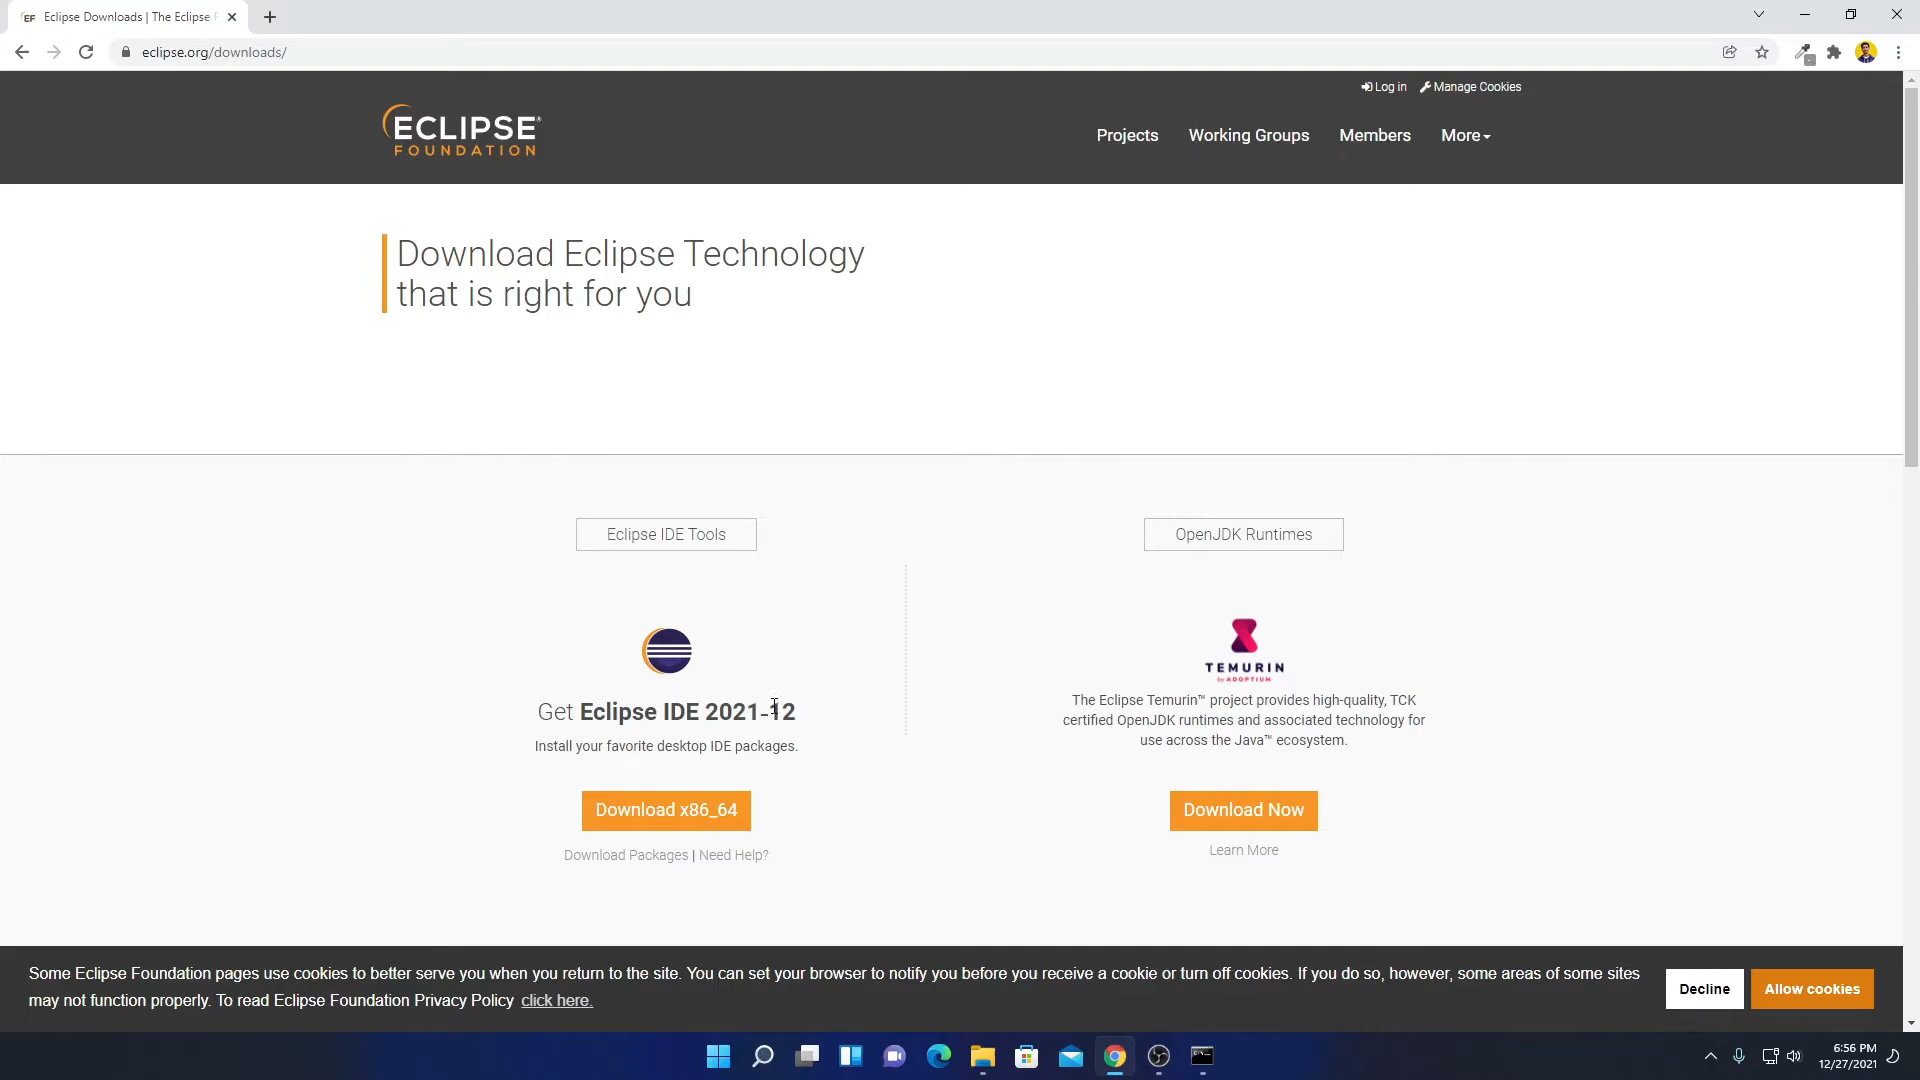 Eclipse Downloads | The Eclipse F
eclipse.org/downloads/
Log in Manage Cookies
ECLIPSE
FOUNDATION
Projects Working Groups Members More
Download Eclipse Technology
that is right for you
Eclipse IDE Tools
Get Eclipse IDE 2021-12
Install your favorite desktop IDE packages.
Download x86_64
Download Packages | Need Help?
OpenJDK Runtimes
TEMURIN
by ADOPTIUM
The Eclipse Temurin™ project provides high-quality, TCK
certified OpenJDK runtimes and associated technology for
use across the Java™ ecosystem.
Download Now
Learn More
Some Eclipse Foundation pages use cookies to better serve you when you return to the site. You can set your browser to notify you before you receive a cookie or turn off cookies. If you do so, however, some areas of some sites
may not function properly. To read Eclipse Foundation Privacy Policy click here.
Decline Allow cookies
6:56 PM
12/27/2021